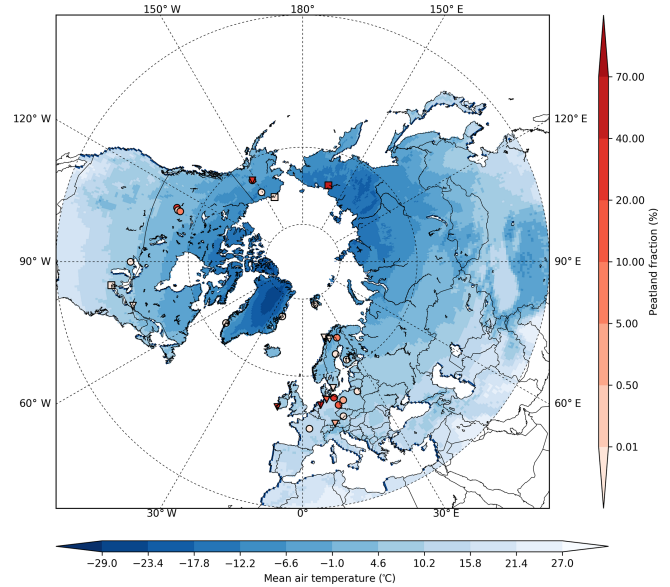 150° W 180° 150° E
120° W 120° E
90° W 90° E
60° W 60° E
30° W 0° 30° E
70.00
40.00
20.00
10.00
5.00
0.50
0.01
Peatland fraction (%)
−29.0 −23.4 −17.8 −12.2 −6.6 −1.0 4.6 10.2 15.8 21.4 27.0
Mean air temperature (℃)